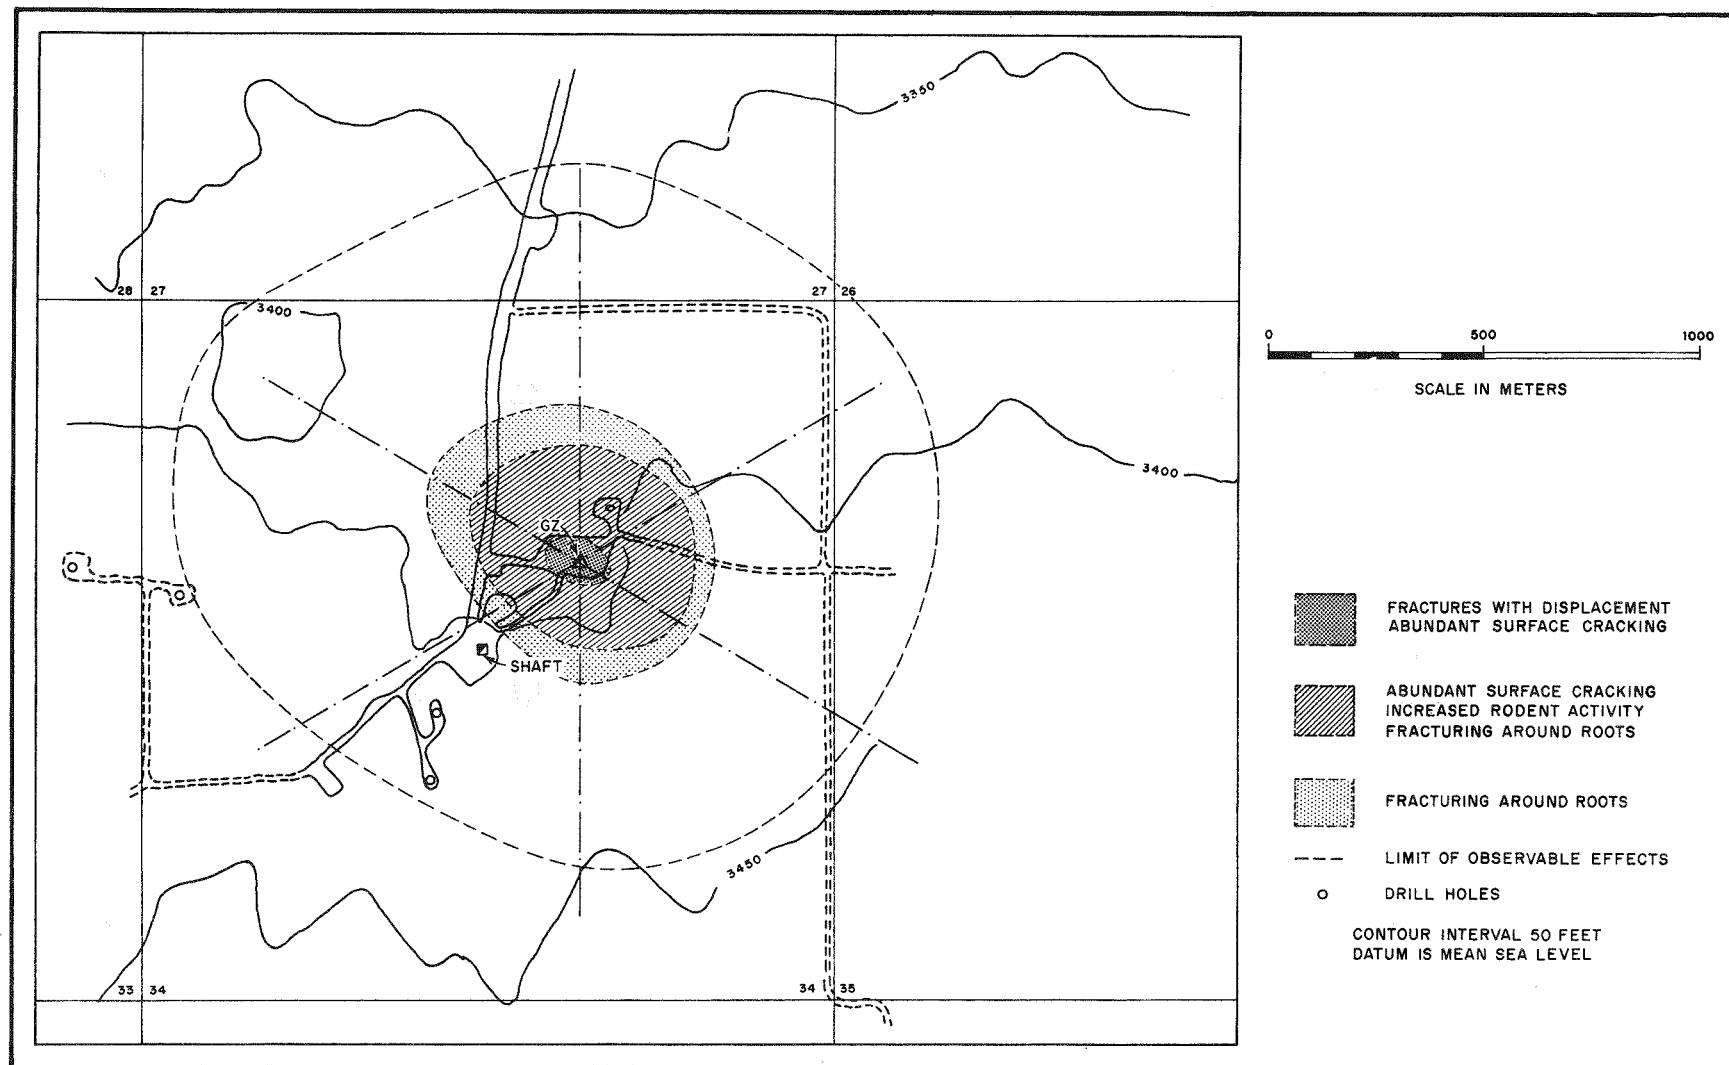 3350
28 27
27 26
3400
3400
GZ
SHAFT
3450
33 34
34 35
0 500 1000
SCALE IN METERS
FRACTURES WITH DISPLACEMENT
ABUNDANT SURFACE CRACKING
ABUNDANT SURFACE CRACKING
INCREASED RODENT ACTIVITY
FRACTURING AROUND ROOTS
FRACTURING AROUND ROOTS
LIMIT OF OBSERVABLE EFFECTS
DRILL HOLES
CONTOUR INTERVAL 50 FEET
DATUM IS MEAN SEA LEVEL